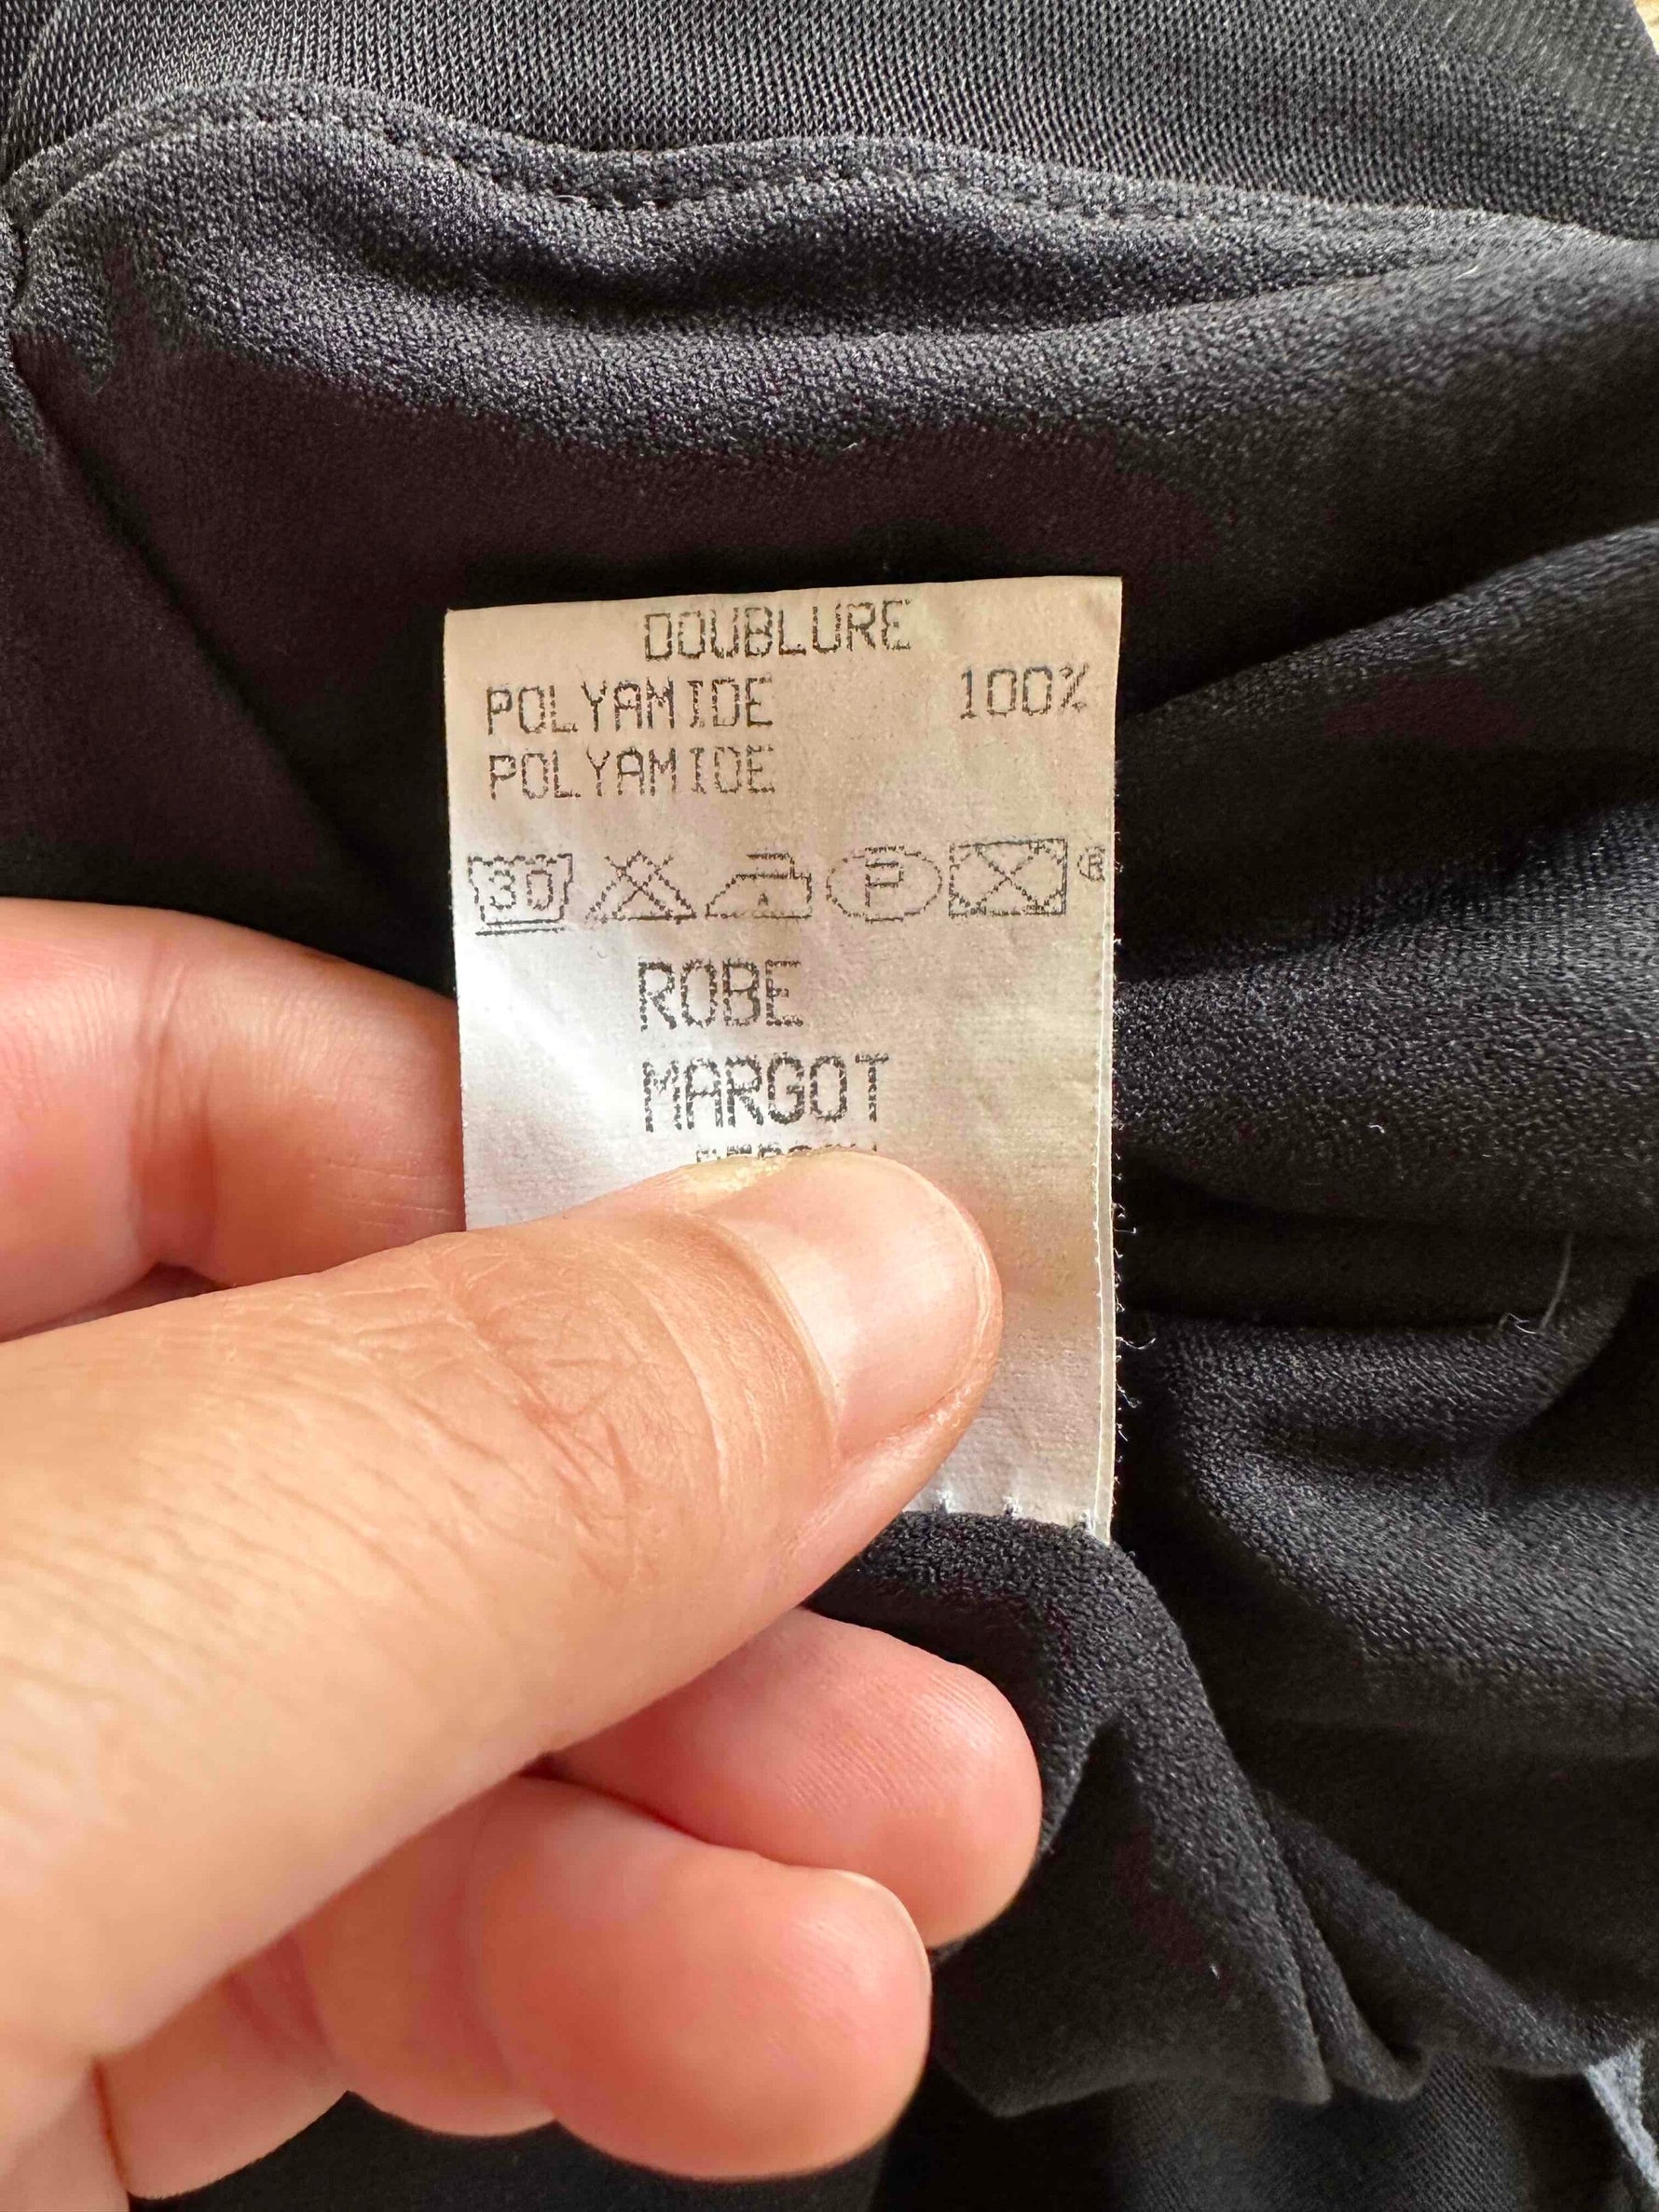 DOUBLURE
POLYAMIDE 100%
POLYAMIDE
30 P ®
ROBE
MARGOT